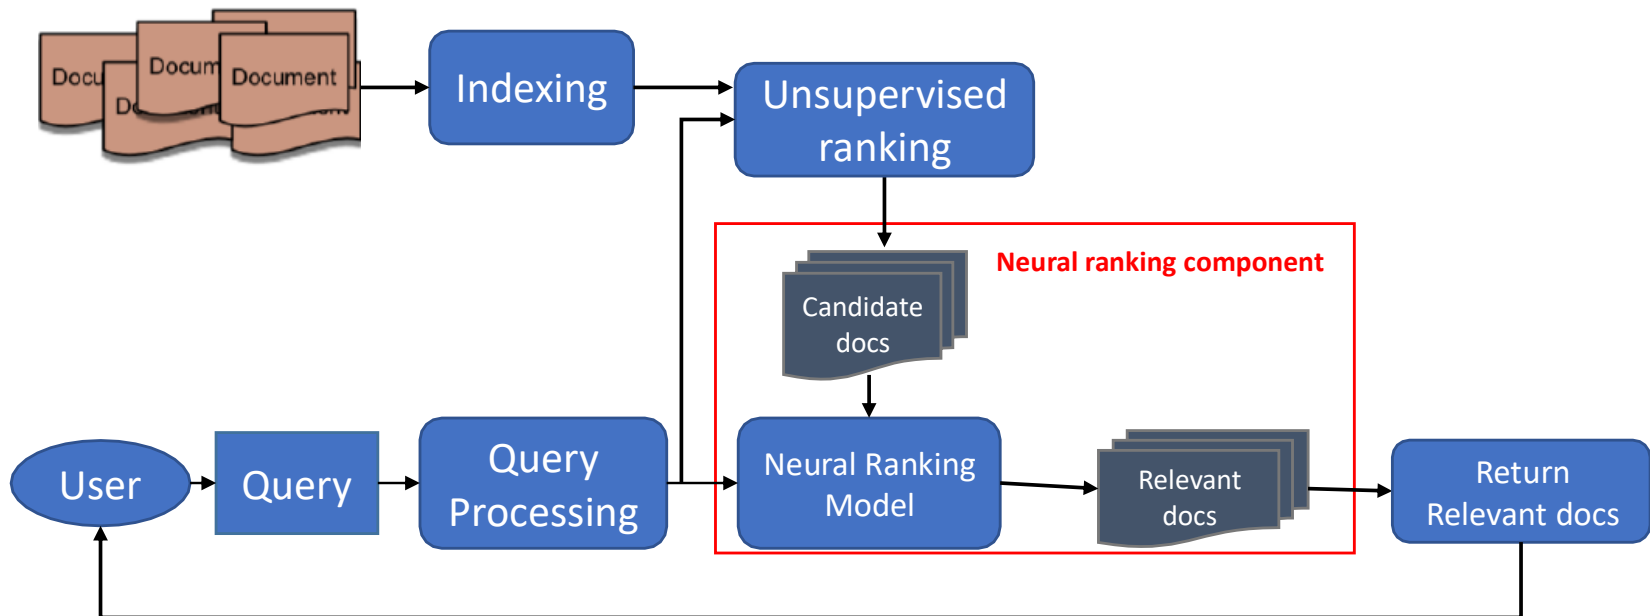 Document
Indexing
Unsupervised
ranking
Neural ranking component
Candidate
docs
User
Query
Query
Processing
Neural Ranking
Model
Relevant
docs
Return
Relevant docs